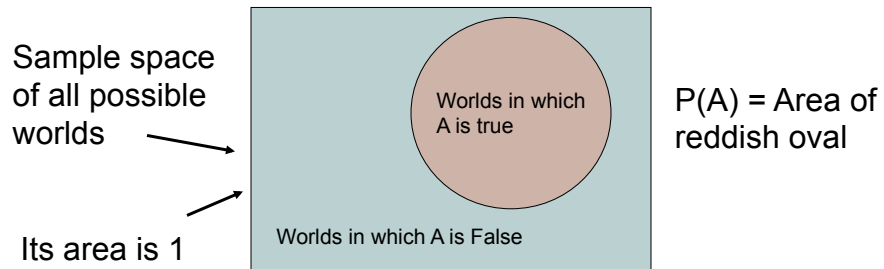 Sample space
of all possible
worlds
Its area is 1
Worlds in which
A is true
Worlds in which A is False
P(A) = Area of
reddish oval